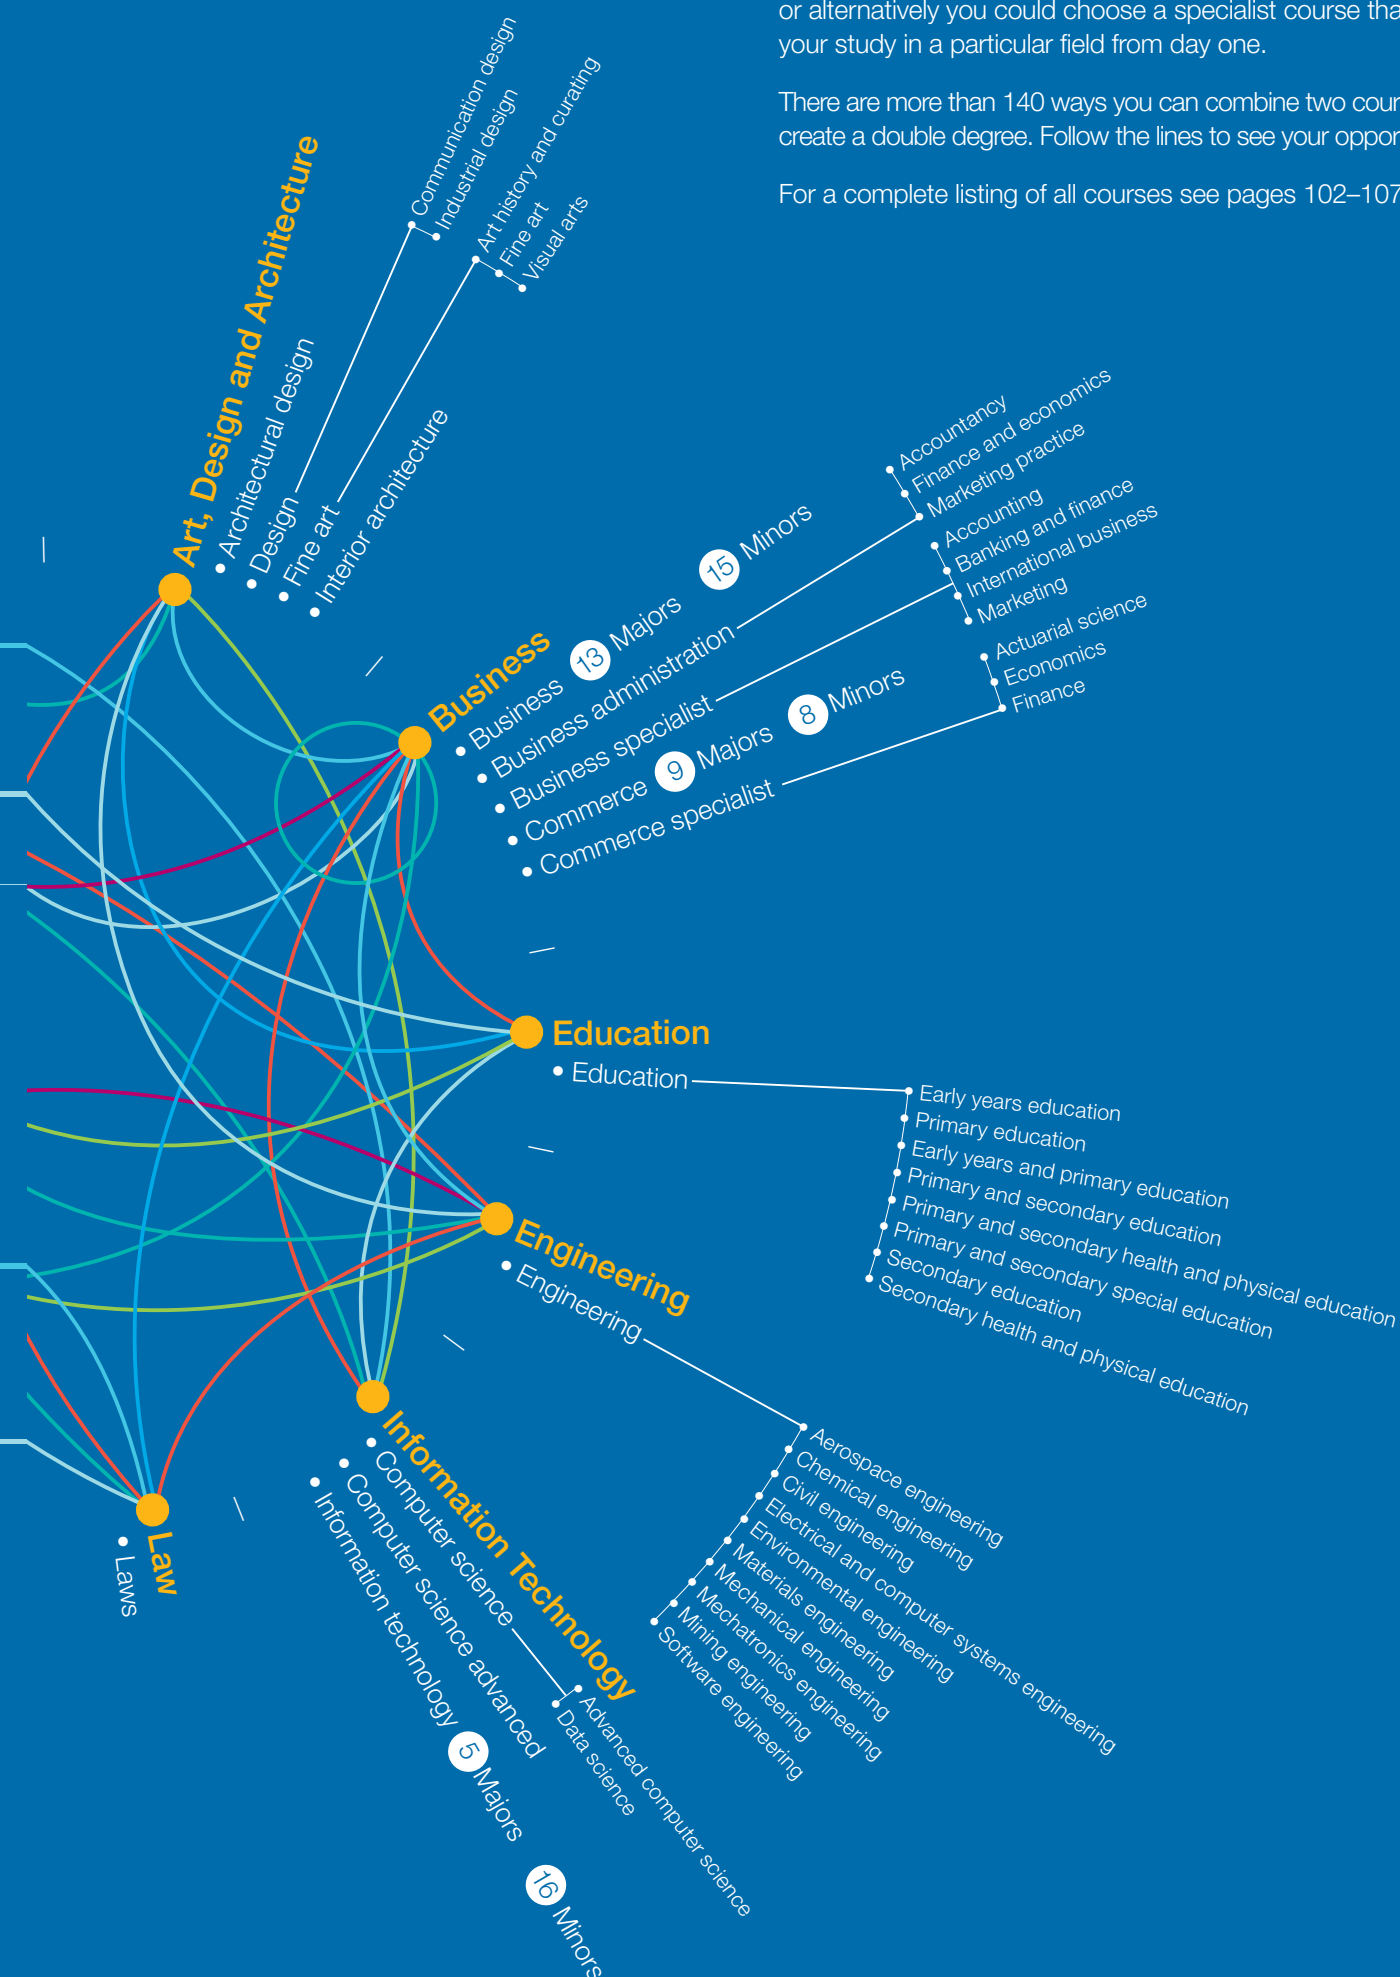 or alternatively you could choose a specialist course tha
your study in a particular field from day one.
There are more than 140 ways you can combine two cour
create a double degree. Follow the lines to see your oppor
For a complete listing of all courses see pages 102–107
Art, Design and Architecture
Architectural design
Design
Communication design
Industrial design
Fine art
Art history and curating
Fine art
Visual arts
Interior architecture
Business
Business 13 Majors 15 Minors
Business administration
Accountancy
Finance and economics
Marketing practice
Business specialist
Accounting
Banking and finance
International business
Marketing
Commerce 9 Majors 8 Minors
Commerce specialist
Actuarial science
Economics
Finance
Education
Education
Early years education
Primary education
Early years and primary education
Primary and secondary education
Primary and secondary health and physical education
Primary and secondary special education
Secondary education
Secondary health and physical education
Engineering
Engineering
Aerospace engineering
Chemical engineering
Civil engineering
Electrical and computer systems engineering
Environmental engineering
Materials engineering
Mechanical engineering
Mechatronics engineering
Mining engineering
Software engineering
Information Technology
Computer science
Advanced computer science
Data science
Computer science advanced
Information technology 5 Majors 16 Minors
Law
Laws